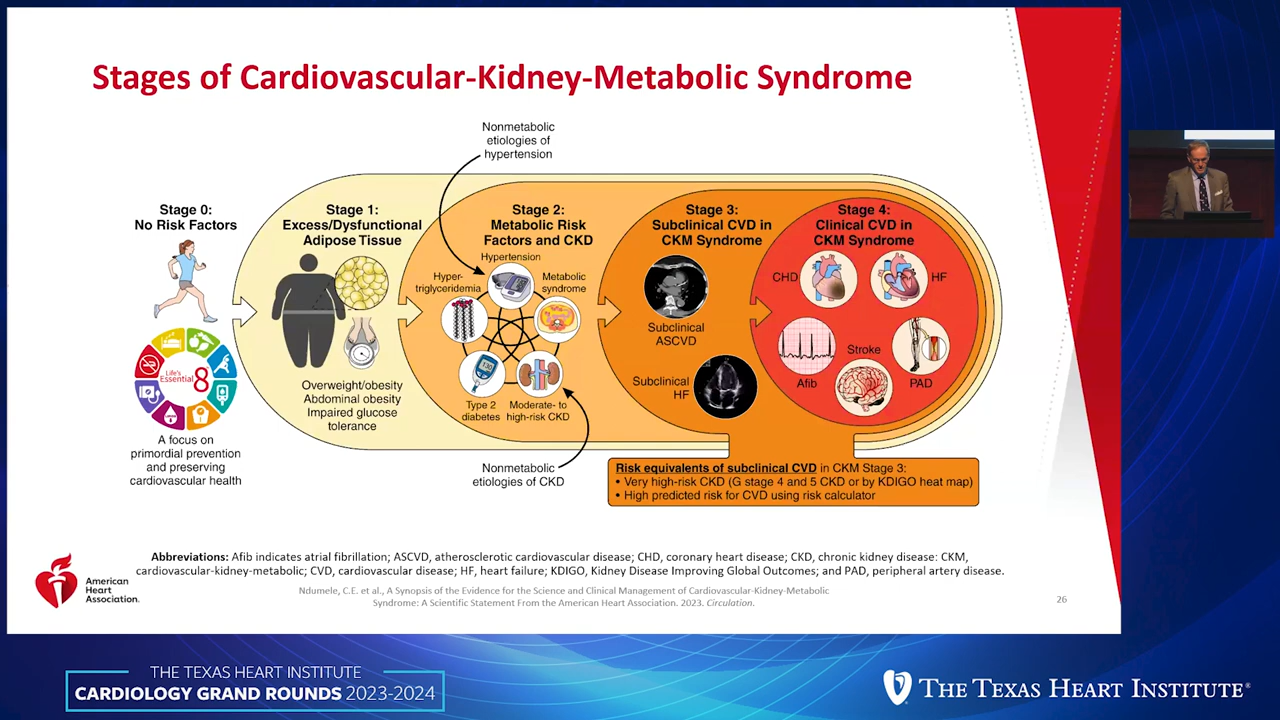 Stages of Cardiovascular-Kidney-Metabolic Syndrome
Nonmetabolic
etiologies of
hypertension
Stage 0:
No Risk Factors
Life's
Essential 8
A focus on
primordial prevention
and preserving
cardiovascular health
Stage 1:
Excess/Dysfunctional
Adipose Tissue
Overweight/obesity
Abdominal obesity
Impaired glucose
tolerance
Stage 2:
Metabolic Risk
Factors and CKD
Hypertension
Hyper-
triglyceridemia
Metabolic
syndrome
Type 2
diabetes
Moderate- to
high-risk CKD
Nonmetabolic
etiologies of CKD
Stage 3:
Subclinical CVD in
CKM Syndrome
Subclinical
ASCVD
Subclinical
HF
Stage 4:
Clinical CVD in
CKM Syndrome
CHD
HF
Afib
Stroke
PAD
Risk equivalents of subclinical CVD in CKM Stage 3:
• Very high-risk CKD (G stage 4 and 5 CKD or by KDIGO heat map)
• High predicted risk for CVD using risk calculator
Abbreviations: Afib indicates atrial fibrillation; ASCVD, atherosclerotic cardiovascular disease; CHD, coronary heart disease; CKD, chronic kidney disease: CKM,
cardiovascular-kidney-metabolic; CVD, cardiovascular disease; HF, heart failure; KDIGO, Kidney Disease Improving Global Outcomes; and PAD, peripheral artery disease.
American
Heart
Association.
Ndumele, C.E. et al., A Synopsis of the Evidence for the Science and Clinical Management of Cardiovascular-Kidney-Metabolic
Syndrome: A Scientific Statement From the American Heart Association. 2023. Circulation.
26
THE TEXAS HEART INSTITUTE
CARDIOLOGY GRAND ROUNDS 2023-2024
THE TEXAS HEART INSTITUTE®